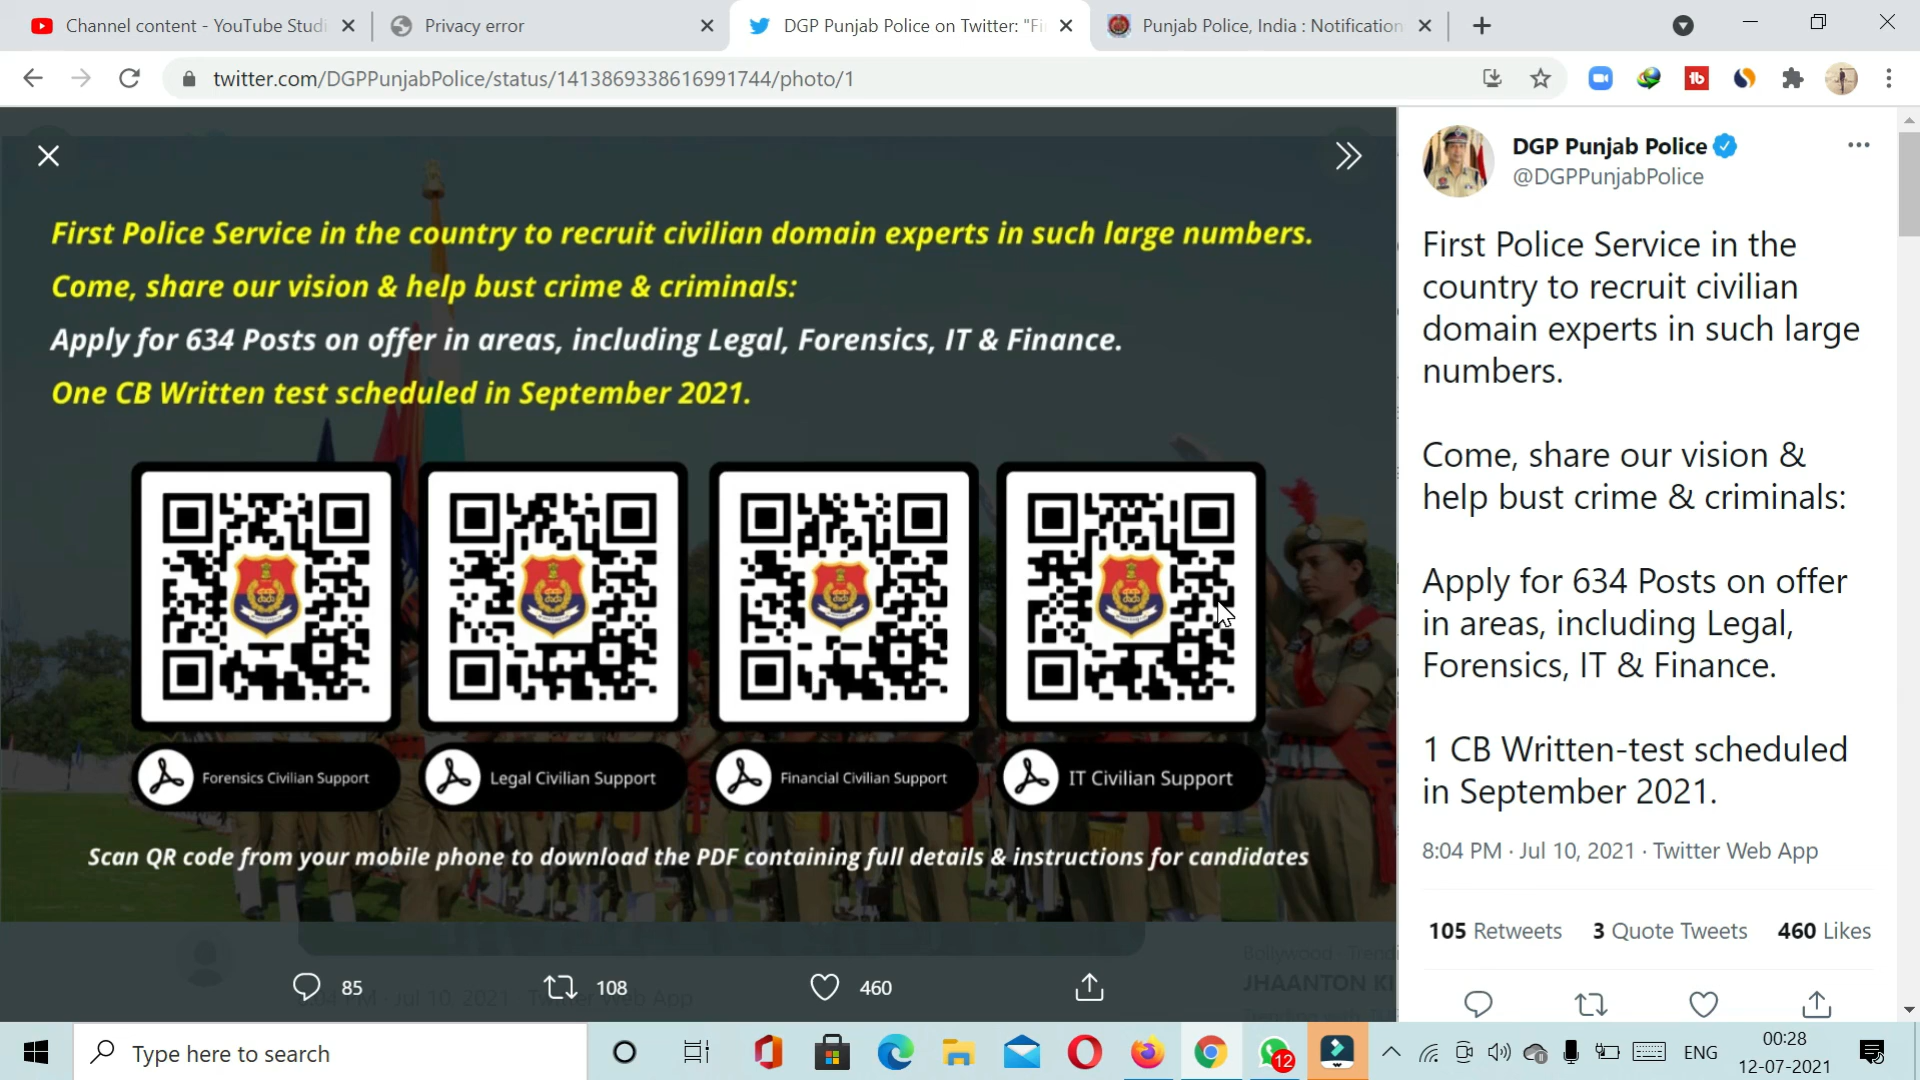 Channel content - YouTube Studi
Privacy error
DGP Punjab Police on Twitter: "Fi
Punjab Police, India : Notification
twitter.com/DGPPunjabPolice/status/1413869338616991744/photo/1
First Police Service in the country to recruit civilian domain experts in such large numbers.
Come, share our vision & help bust crime & criminals:
Apply for 634 Posts on offer in areas, including Legal, Forensics, IT & Finance.
One CB Written test scheduled in September 2021.
Forensics Civilian Support
Legal Civilian Support
Financial Civilian Support
IT Civilian Support
Scan QR code from your mobile phone to download the PDF containing full details & instructions for candidates
85
108
460
Bollywood · Trendi
JHAANTON KI
DGP Punjab Police
@DGPPunjabPolice
First Police Service in the
country to recruit civilian
domain experts in such large
numbers.
Come, share our vision &
help bust crime & criminals:
Apply for 634 Posts on offer
in areas, including Legal,
Forensics, IT & Finance.
1 CB Written-test scheduled
in September 2021.
8:04 PM · Jul 10, 2021 · Twitter Web App
105 Retweets 3 Quote Tweets 460 Likes
Type here to search
12
ENG
00:28
12-07-2021